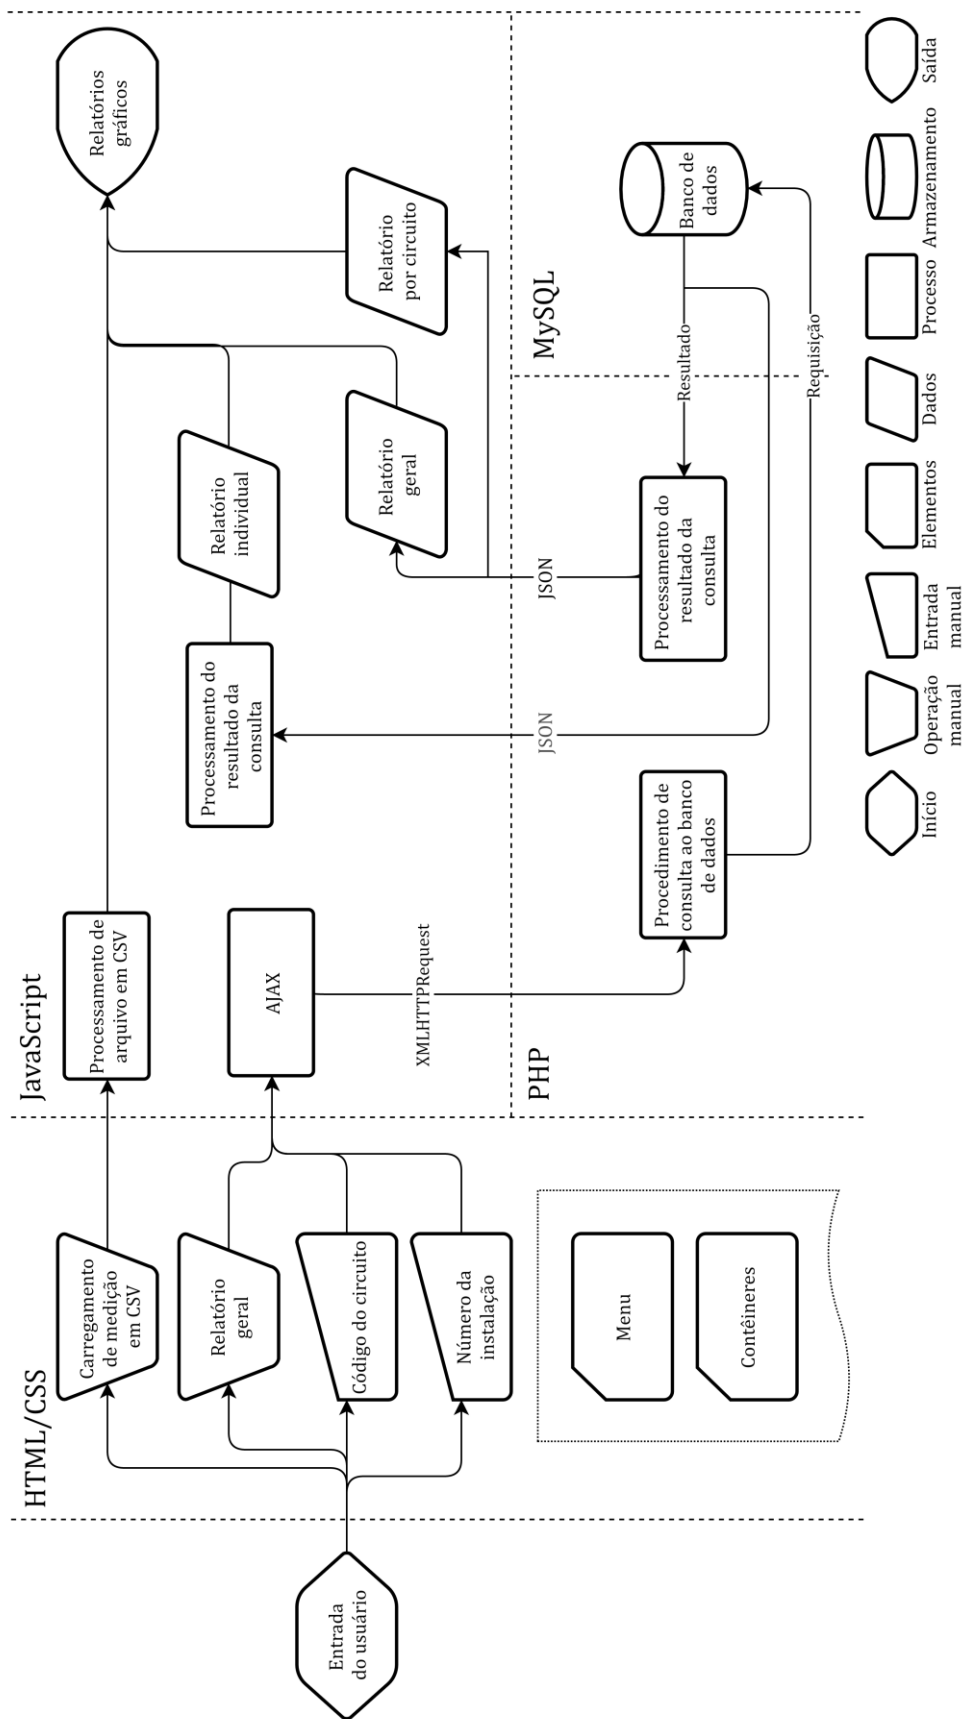 Entrada
do usuário
HTML/CSS
Carregamento
de medição
em CSV
Relatório
geral
Código do circuito
Número da
instalação
Menu
Contêineres
JavaScript
Processamento de
arquivo em CSV
AJAX
XMLHTTPRequest
Processamento do
resultado da
consulta
Relatório
individual
Relatório
geral
Relatório
por circuito
Relatórios
gráficos
JSON
JSON
PHP
Procedimento de
consulta ao banco
de dados
Processamento do
resultado da
consulta
MySQL
Resultado
Requisição
Banco de
dados
Início
Operação
manual
Entrada
manual
Elementos
Dados
Processo
Armazenamento
Saída